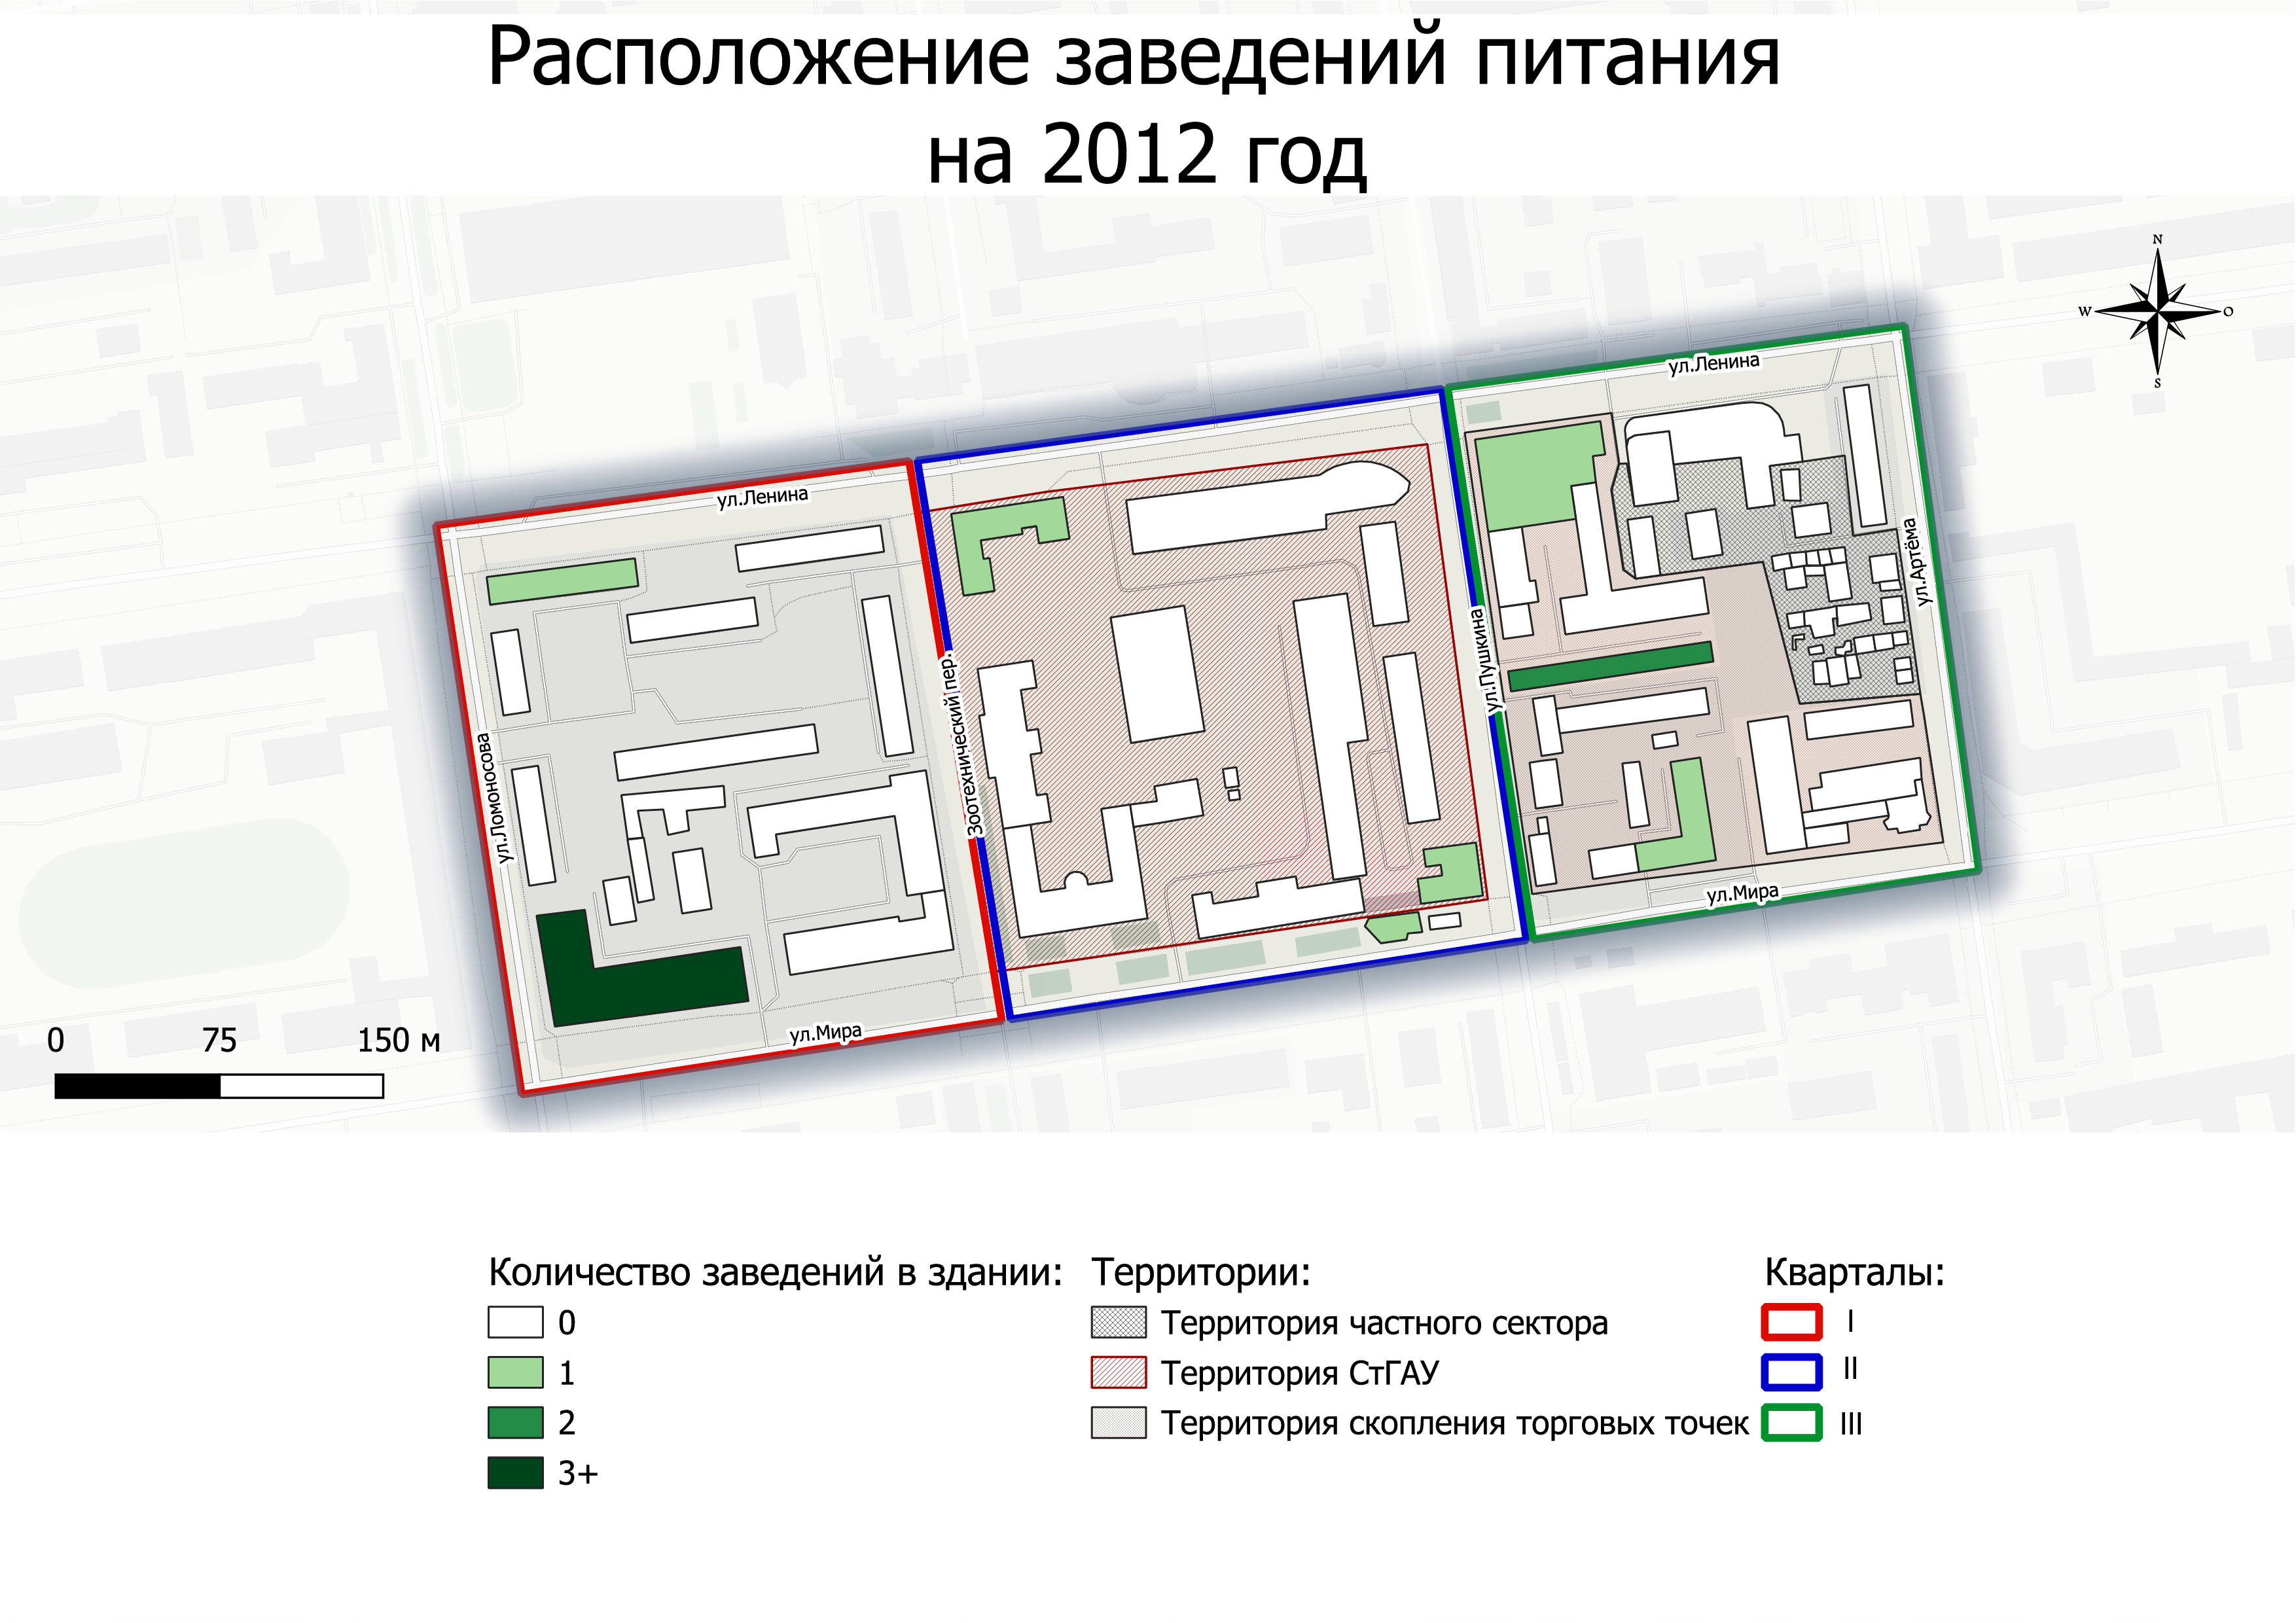 Расположение заведений питания
на 2012 год
N
W
O
S
ул.Ленина
ул.Ленина
ул.Артёма
ул.Пушкина
Зоотехнический пер.
ул.Ломоносова
ул.Мира
ул.Мира
0 75 150 м
Количество заведений в здании:
0
1
2
3+
Территории:
Территория частного сектора
Территория СтГАУ
Территория скопления торговых точек
Кварталы:
I
II
III